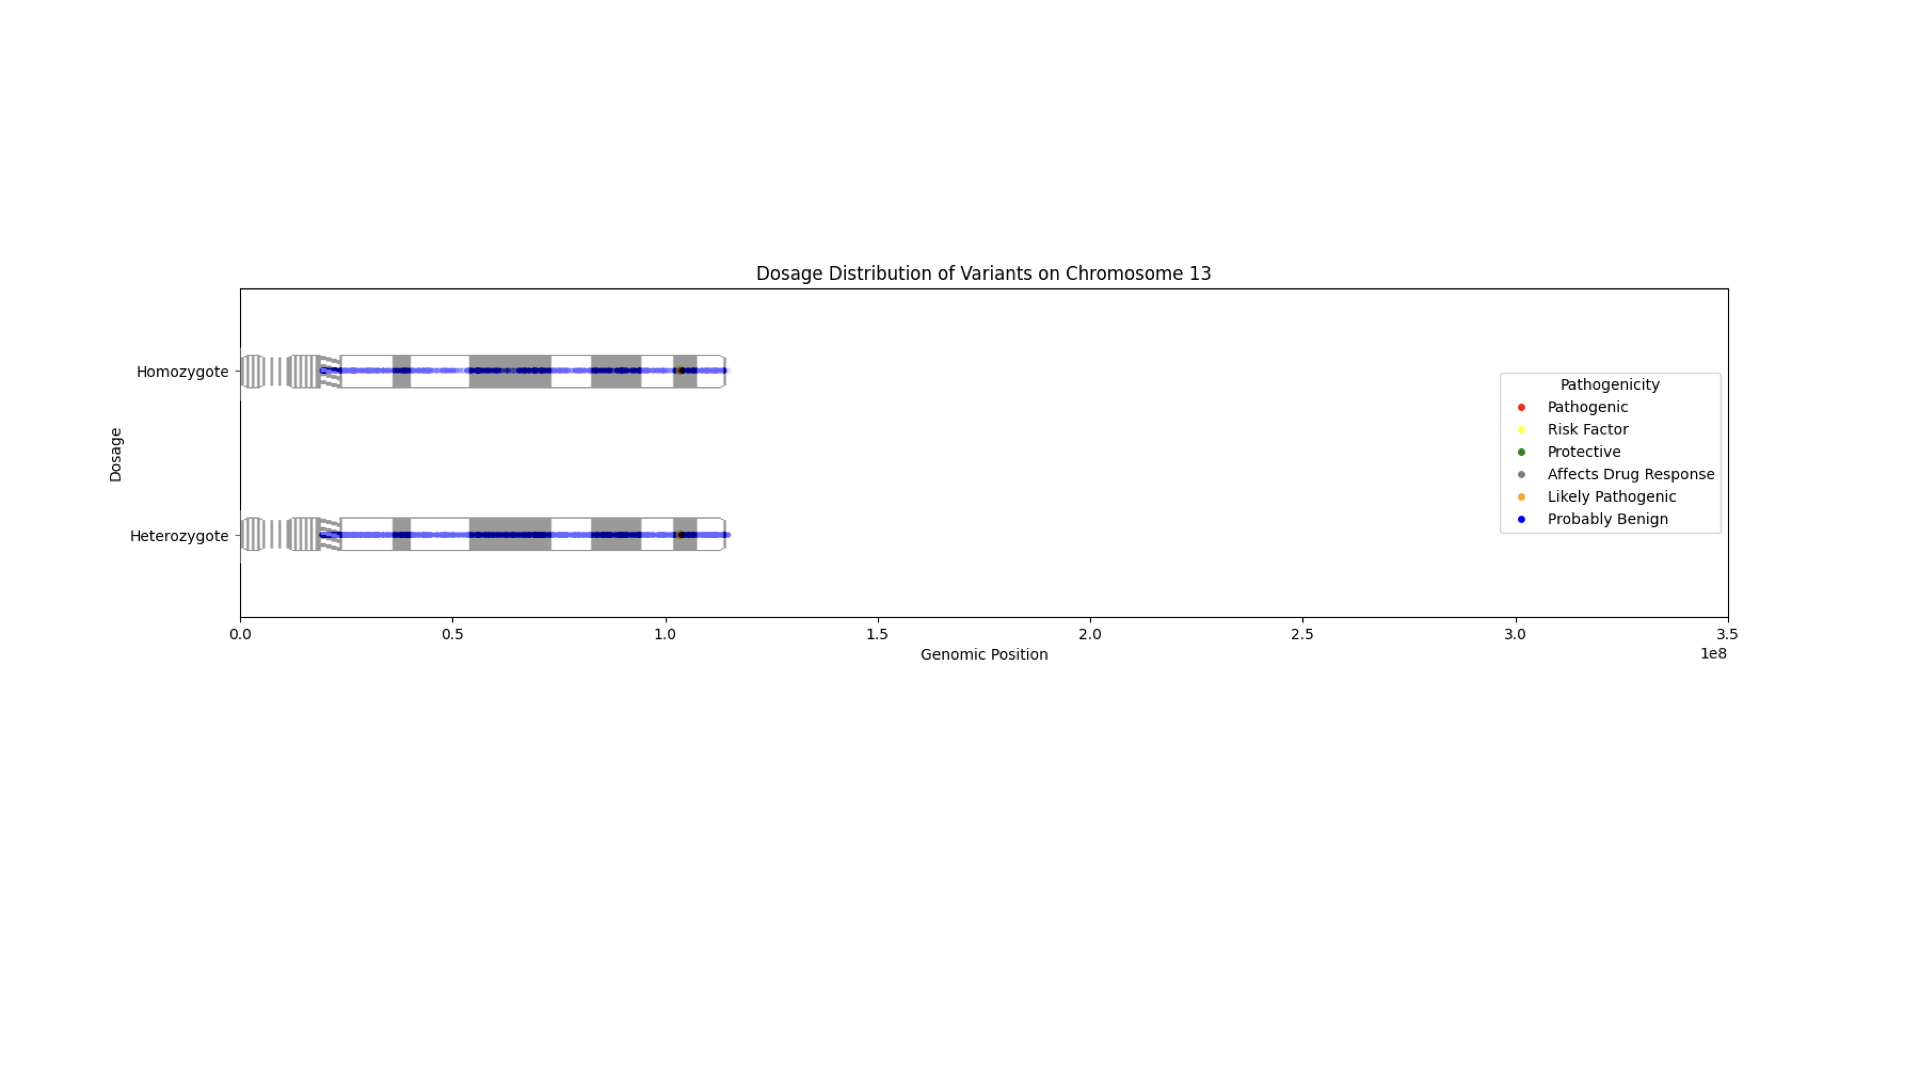 Dosage Distribution of Variants on Chromosome 13
Homozygote
Heterozygote
Dosage
Pathogenicity
Pathogenic
Risk Factor
Protective
Affects Drug Response
Likely Pathogenic
Probably Benign
0.0 0.5 1.0 1.5 2.0 2.5 3.0 3.5
1e8
Genomic Position